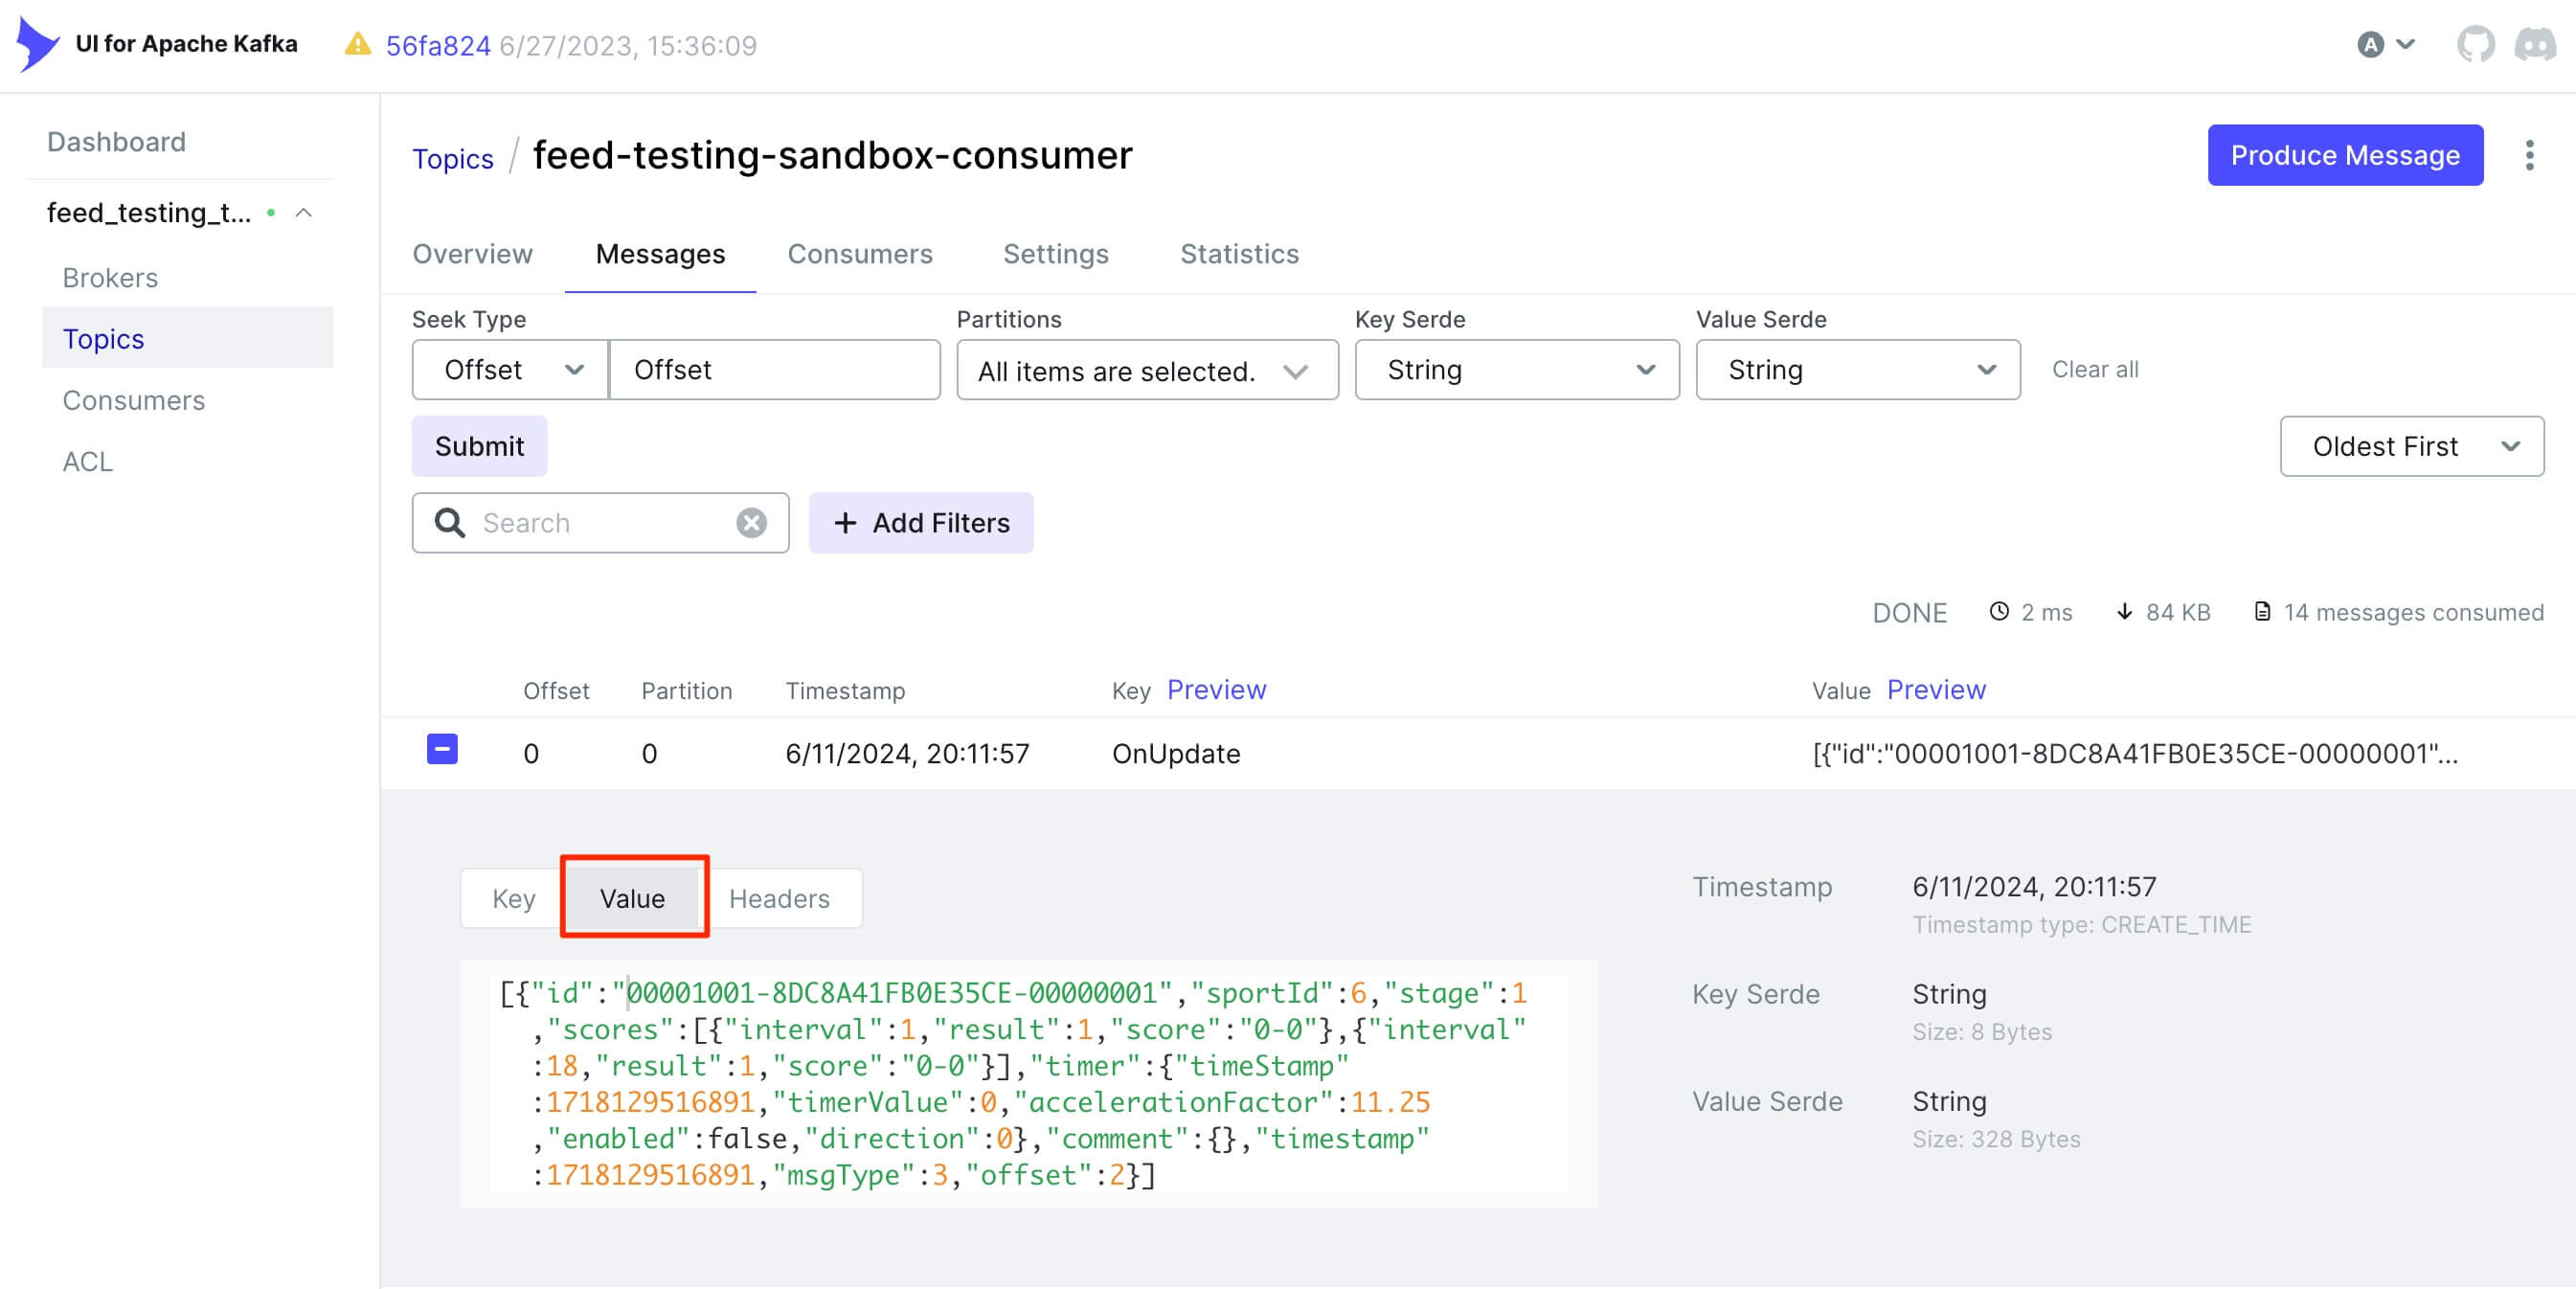 UI for Apache Kafka
56fa824 6/27/2023, 15:36:09
A
Dashboard
feed_testing_t...
Brokers
Topics
Consumers
ACL
Topics / feed-testing-sandbox-consumer
Produce Message
Overview Messages Consumers Settings Statistics
Seek Type Partitions Key Serde Value Serde
Offset Offset All items are selected. String String Clear all
Submit
Oldest First
Search + Add Filters
DONE 2 ms 84 KB 14 messages consumed
Offset Partition Timestamp Key Preview Value Preview
0 0 6/11/2024, 20:11:57 OnUpdate [{"id":"00001001-8DC8A41FB0E35CE-00000001"...
Key Value Headers
[{"id":"00001001-8DC8A41FB0E35CE-00000001","sportId":6,"stage":1
,"scores":[{"interval":1,"result":1,"score":"0-0"},{"interval"
:18,"result":1,"score":"0-0"}],"timer":{"timeStamp"
:1718129516891,"timerValue":0,"accelerationFactor":11.25
,"enabled":false,"direction":0},"comment":{},"timestamp"
:1718129516891,"msgType":3,"offset":2}]
Timestamp 6/11/2024, 20:11:57
Timestamp type: CREATE_TIME
Key Serde String
Size: 8 Bytes
Value Serde String
Size: 328 Bytes